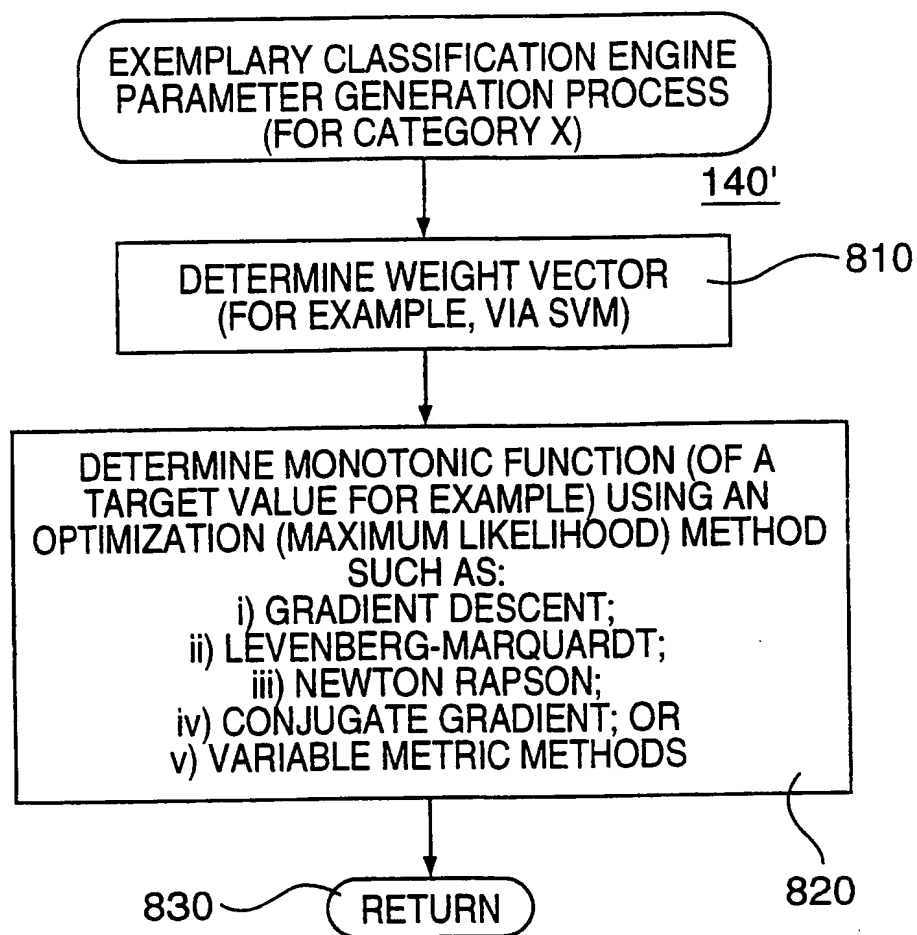 EXEMPLARY CLASSIFICATION ENGINE
PARAMETER GENERATION PROCESS
(FOR CATEGORY X)
140'
DETERMINE WEIGHT VECTOR
(FOR EXAMPLE, VIA SVM)
810
DETERMINE MONOTONIC FUNCTION (OF A
TARGET VALUE FOR EXAMPLE) USING AN
OPTIMIZATION (MAXIMUM LIKELIHOOD) METHOD
SUCH AS:
i) GRADIENT DESCENT;
ii) LEVENBERG-MARQUARDT;
iii) NEWTON RAPSON;
iv) CONJUGATE GRADIENT; OR
v) VARIABLE METRIC METHODS
820
830
RETURN